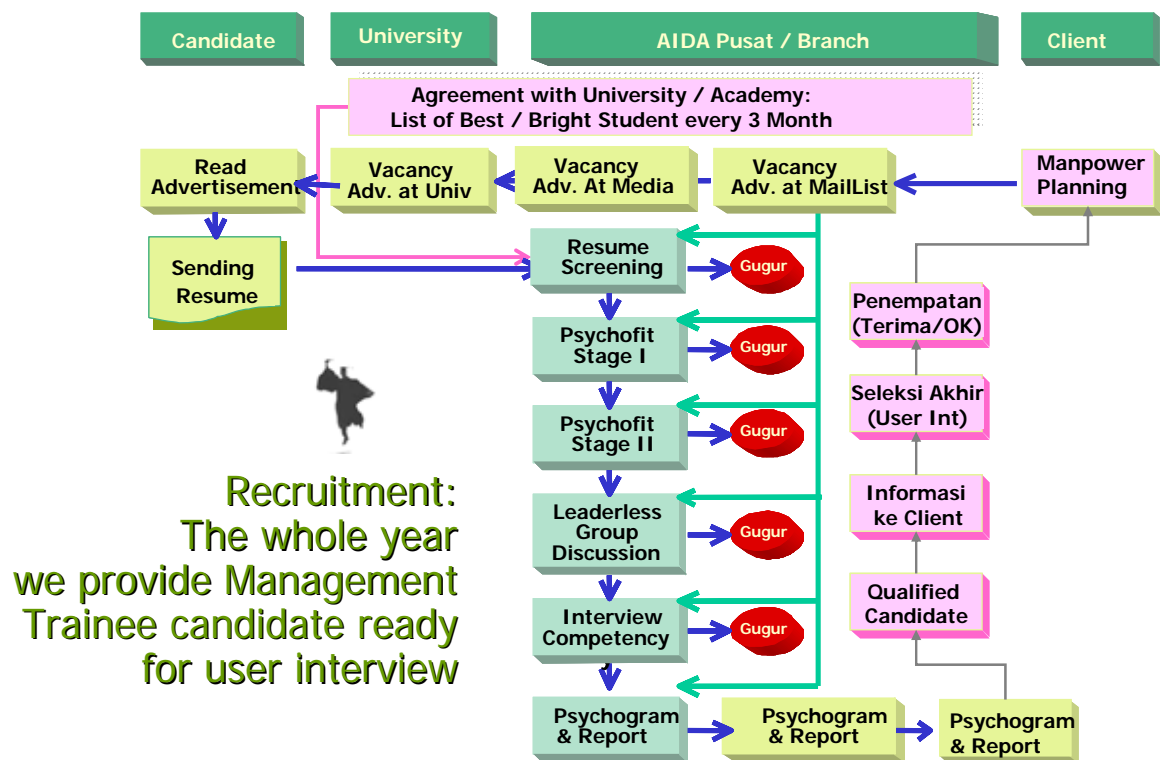 Candidate
University
AIDA Pusat / Branch
Client
Agreement with University / Academy:
List of Best / Bright Student every 3 Month
Read
Advertisement
Vacancy
Adv. at Univ
Vacancy
Adv. At Media
Vacancy
Adv. at MailList
Manpower
Planning
Sending
Resume
Resume
Screening
Gugur
Penempatan
(Terima/OK)
Psychofit
Stage I
Gugur
Seleksi Akhir
(User Int)
Psychofit
Stage II
Gugur
Recruitment:
The whole year
we provide Management
Trainee candidate ready
for user interview
Leaderless
Group
Discussion
Gugur
Informasi
ke Client
Interview
Competency
y
Gugur
Qualified
Candidate
Psychogram
& Report
Psychogram
& Report
Psychogram
& Report